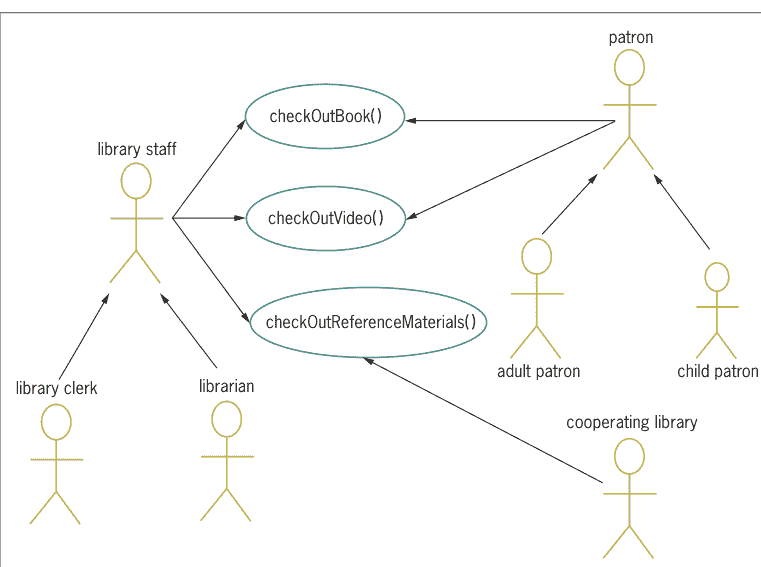 patron
checkOutBook()
library staff
checkOutVideo()
checkOutReferenceMaterials()
adult patron
child patron
library clerk
librarian
cooperating library